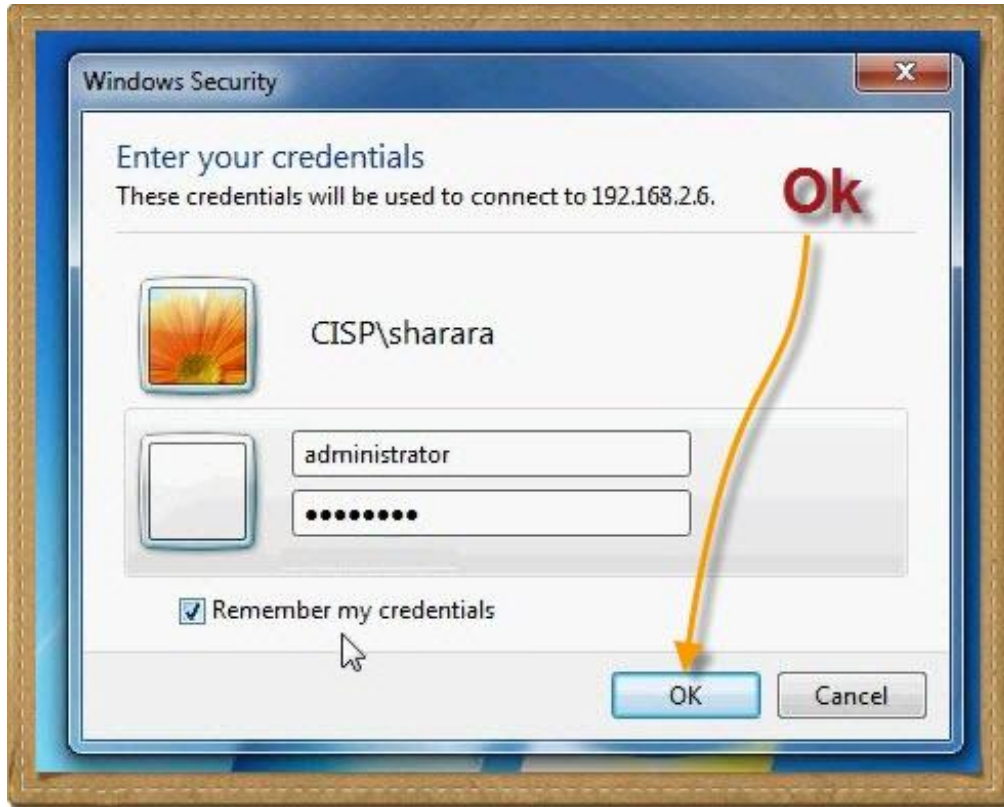 Windows Security
Enter your credentials
These credentials will be used to connect to 192.168.2.6.
Ok
CISP\sharara
administrator
••••••••
Remember my credentials
OK
Cancel